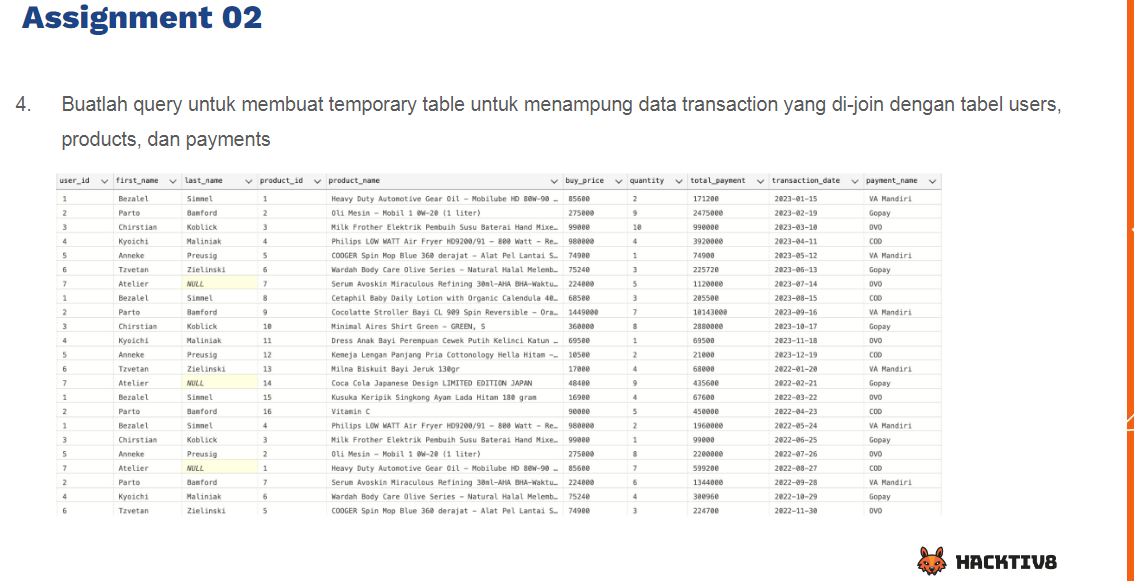 Assignment 02
4. Buatlah query untuk membuat temporary table untuk menampung data transaction yang di-join dengan tabel users,
products, dan payments
user_id first_name last_name product_id product_name buy_price quantity total_payment transaction_date payment_name
1 Bezalel Simmel 1 Heavy Duty Automotive Gear Oil - Mobilube HD 80W-90 … 85600 2 171200 2023-01-15 VA Mandiri
2 Parto Bamford 2 Oli Mesin - Mobil 1 0W-20 (1 liter) 275000 9 2475000 2023-02-19 Gopay
3 Chirstian Koblick 3 Milk Frother Elektrik Pembuih Susu Baterai Hand Mixe… 99000 10 990000 2023-03-10 OVO
4 Kyoichi Maliniak 4 Philips LOW WATT Air Fryer HD9200/91 - 800 Watt - Re… 980000 4 3920000 2023-04-11 COD
5 Anneke Preusig 5 COOGER Spin Mop Blue 360 derajat - Alat Pel Lantai S… 74900 1 74900 2023-05-12 VA Mandiri
6 Tzvetan Zielinski 6 Wardah Body Care Olive Series - Natural Halal Melemb… 75240 3 225720 2023-06-13 Gopay
7 Atelier NULL 7 Serum Avoskin Miraculous Refining 30ml-AHA BHA-Waktu… 224000 5 1120000 2023-07-14 OVO
1 Bezalel Simmel 8 Cetaphil Baby Daily Lotion with Organic Calendula 40… 68500 3 205500 2023-08-15 COD
2 Parto Bamford 9 Cocolatte Stroller Bayi CL 909 Spin Reversible - Ora… 1449000 7 10143000 2023-09-16 VA Mandiri
3 Chirstian Koblick 10 Minimal Aires Shirt Green - GREEN, S 360000 8 2880000 2023-10-17 Gopay
4 Kyoichi Maliniak 11 Dress Anak Bayi Perempuan Cewek Putih Kelinci Katun … 69500 1 69500 2023-11-18 OVO
5 Anneke Preusig 12 Kemeja Lengan Panjang Pria Cottonology Hella Hitam -… 10500 2 21000 2023-12-19 COD
6 Tzvetan Zielinski 13 Milna Biskuit Bayi Jeruk 130gr 17000 4 68000 2022-01-20 VA Mandiri
7 Atelier NULL 14 Coca Cola Japanese Design LIMITED EDITION JAPAN 48400 9 435600 2022-02-21 Gopay
1 Bezalel Simmel 15 Kusuka Keripik Singkong Ayam Lada Hitam 180 gram 16900 4 67600 2022-03-22 OVO
2 Parto Bamford 16 Vitamin C 90000 5 450000 2022-04-23 COD
1 Bezalel Simmel 4 Philips LOW WATT Air Fryer HD9200/91 - 800 Watt - Re… 980000 2 1960000 2022-05-24 VA Mandiri
3 Chirstian Koblick 3 Milk Frother Elektrik Pembuih Susu Baterai Hand Mixe… 99000 1 99000 2022-06-25 Gopay
5 Anneke Preusig 2 Oli Mesin - Mobil 1 0W-20 (1 liter) 275000 8 2200000 2022-07-26 OVO
7 Atelier NULL 1 Heavy Duty Automotive Gear Oil - Mobilube HD 80W-90 … 85600 7 599200 2022-08-27 COD
2 Parto Bamford 7 Serum Avoskin Miraculous Refining 30ml-AHA BHA-Waktu… 224000 6 1344000 2022-09-28 VA Mandiri
4 Kyoichi Maliniak 6 Wardah Body Care Olive Series - Natural Halal Melemb… 75240 4 300960 2022-10-29 Gopay
6 Tzvetan Zielinski 5 COOGER Spin Mop Blue 360 derajat - Alat Pel Lantai S… 74900 3 224700 2022-11-30 OVO
HACKTIV8